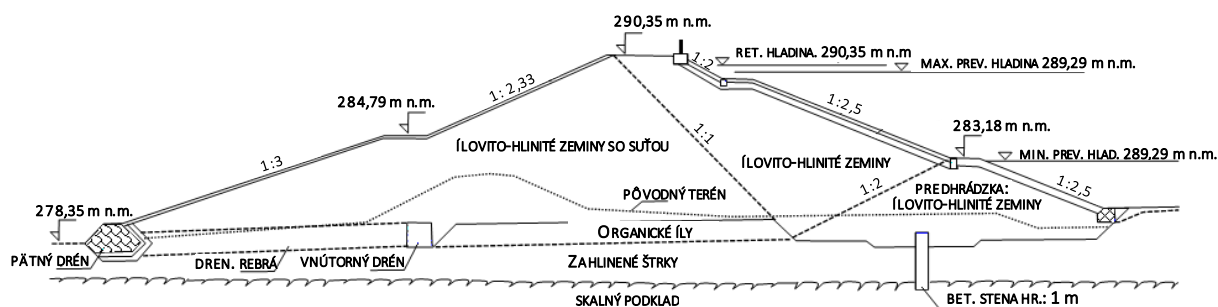 290,35 m n.m.
RET. HLADINA. 290,35 m n.m
MAX. PREV. HLADINA 289,29 m n.m.
1:2
1: 2,33
284,79 m n.m.
1:2,5
283,18 m n.m.
1:1
ÍLOVITO-HLINITÉ ZEMINY SO SUŤOU
ÍLOVITO-HLINITÉ ZEMINY
MIN. PREV. HLAD. 289,29 m n.m.
1:3
1:2
PREDHRÁDZKA:
ÍLOVITO-HLINITÉ ZEMINY
1:2,5
PÔVODNÝ TERÉN
278,35 m n.m.
ORGANICKÉ ÍLY
PÄTNÝ DRÉN
DREN. REBRÁ
VNÚTORNÝ DRÉN
ZAHLINENÉ ŠTRKY
SKALNÝ PODKLAD
BET. STENA HR.: 1 m